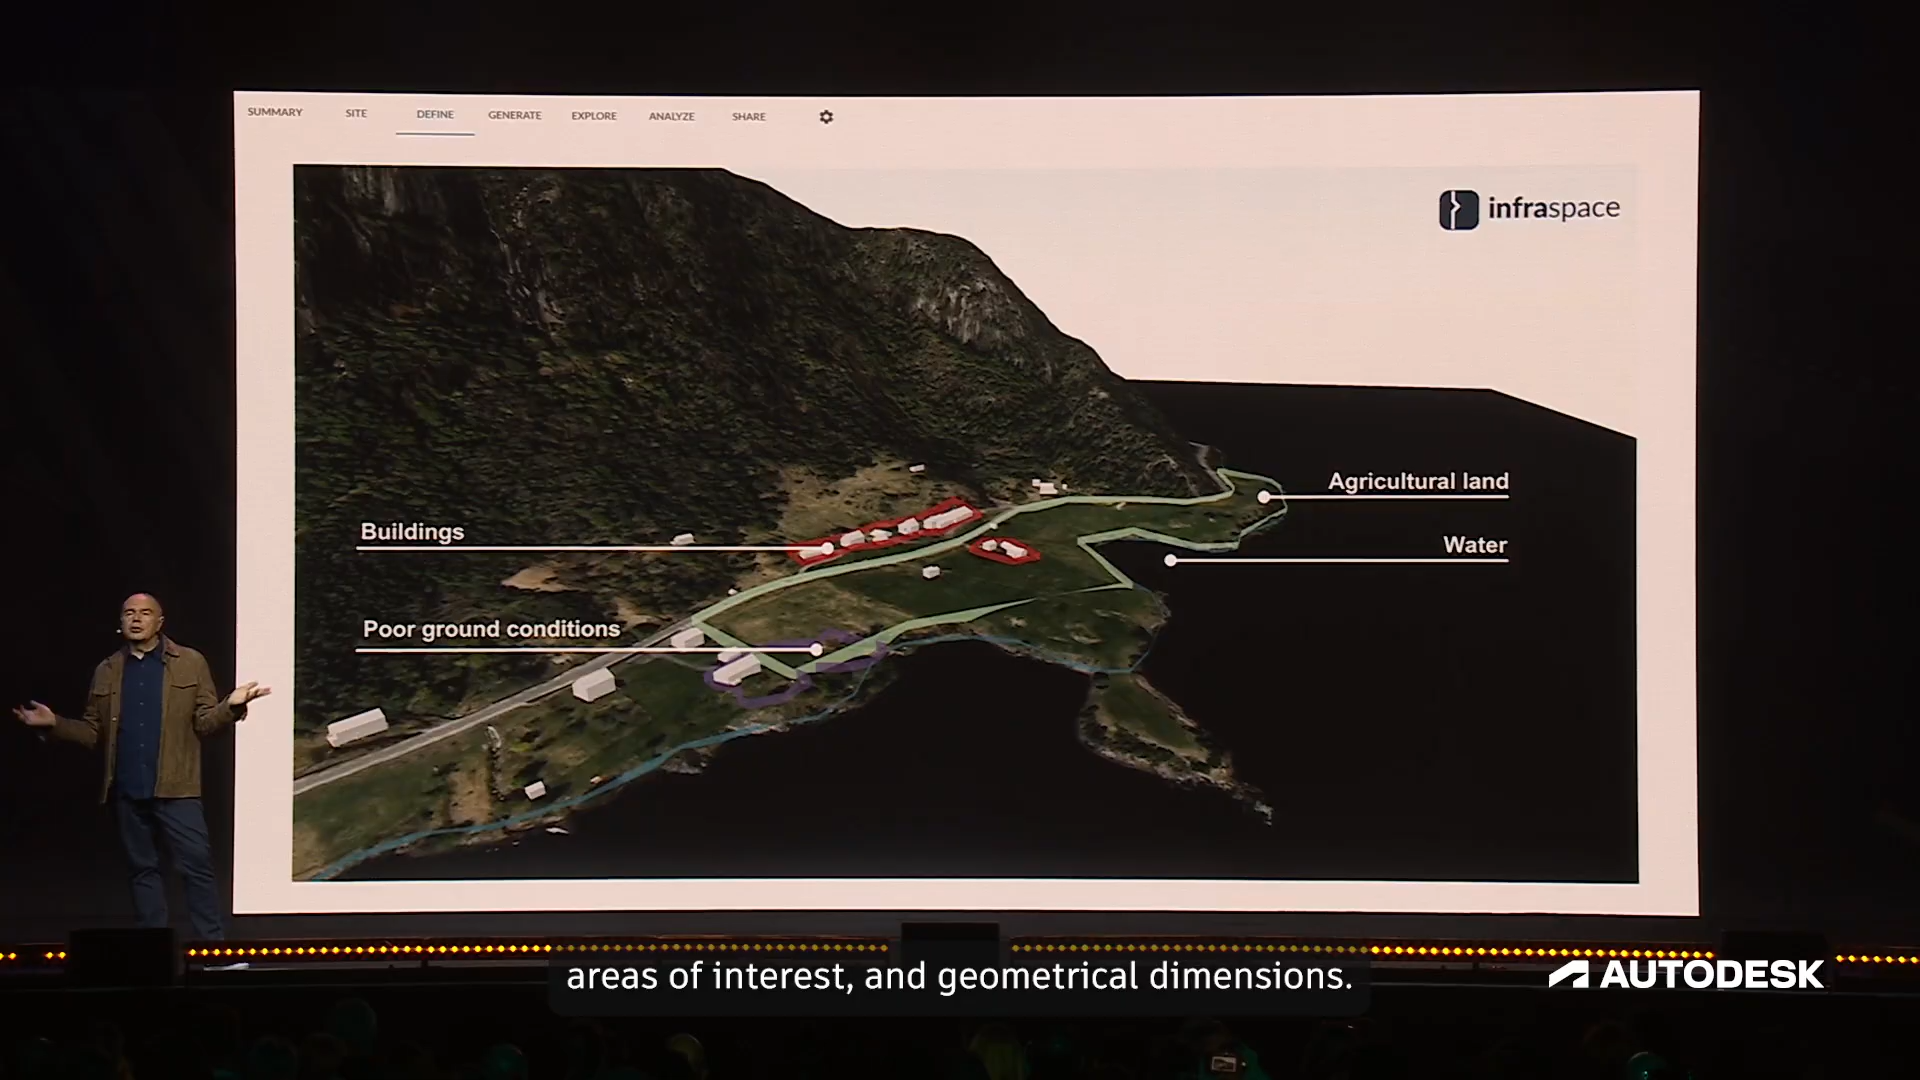 SUMMARY SITE DEFINE GENERATE EXPLORE ANALYZE SHARE
infraspace
Agricultural land
Buildings
Water
Poor ground conditions
areas of interest, and geometrical dimensions.
AUTODESK